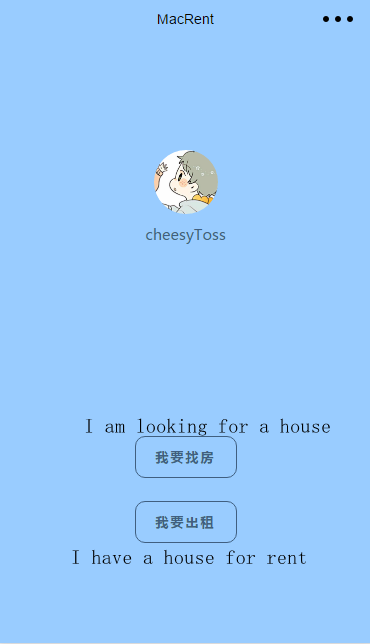 MacRent
cheesyToss
I am looking for a house
我要找房
我要出租
I have a house for rent